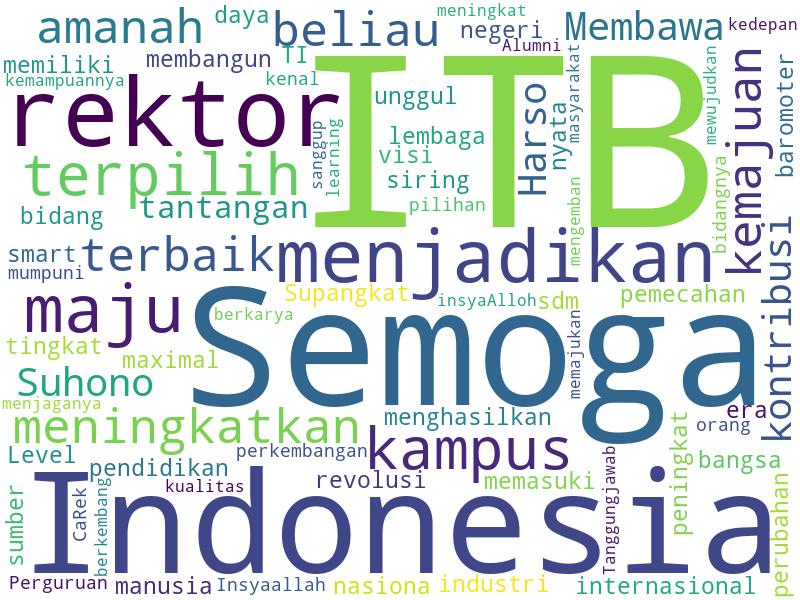 amanah
daya
beliau
meningkat
negeri
Alumni
Membawa
kedepan
memiliki
kemampuannya
membangun
TI
kenal
rektor
ITB
sanggup
learning
unggul
lembaga
visi
siring
pilihan
Harso
nyata
masyarakat
mengemban
mewujudkan
bidangnya
kemajuan
baromoter
terpilih
bidang
tantangan
smart
mumpuni
terbaik
menjadikan
maju
Supangkat
insyaAlloh
sdm
pemecahan
berkarya
Semoga
memajukan
kontribusi
tingkat
maximal
Suhono
menjaganya
meningkatkan
menghasilkan
era
orang
Level
pendidikan
perkembangan
kampus
revolusi
memasuki
Tanggungjawab
peningkat
bangsa
perubahan
sumber
CaRek
berkembang
kualitas
Indonesia
Perguruan
manusia
Insyaallah
nasiona
industri
internasional